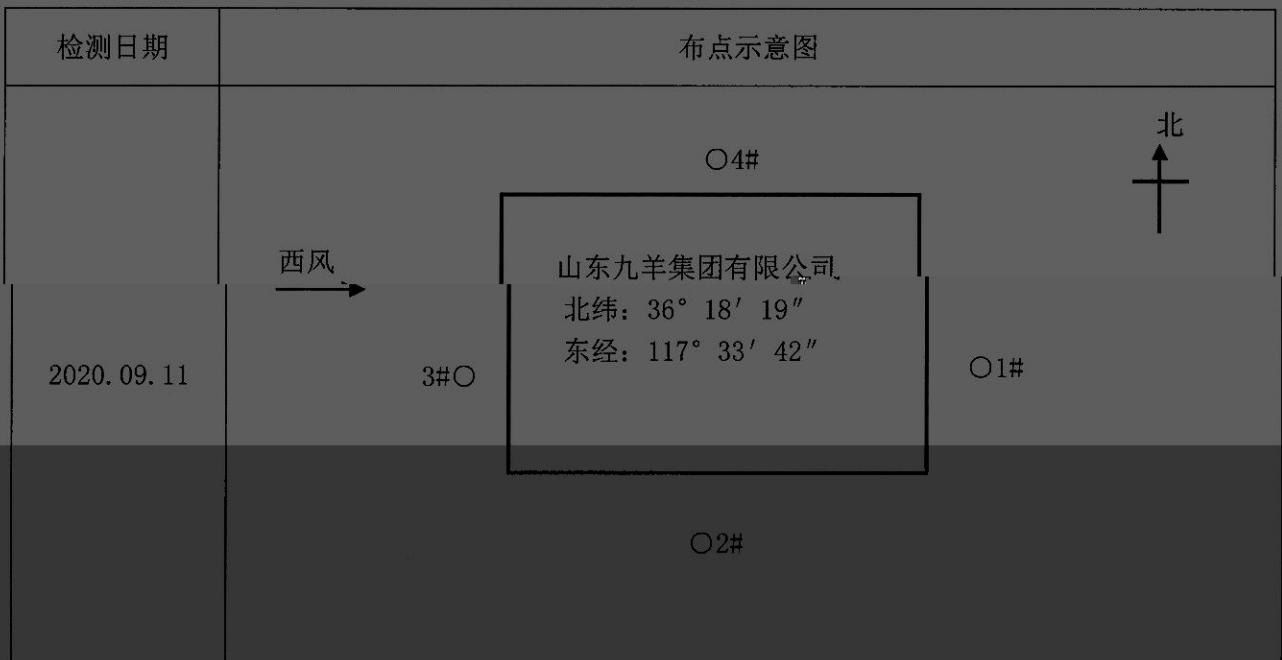 检测日期
布点示意图
北
○4#
西风
山东九羊集团有限公司
北纬：36° 18′ 19″
东经：117° 33′ 42″
2020.09.11
3#○
○1#
○2#